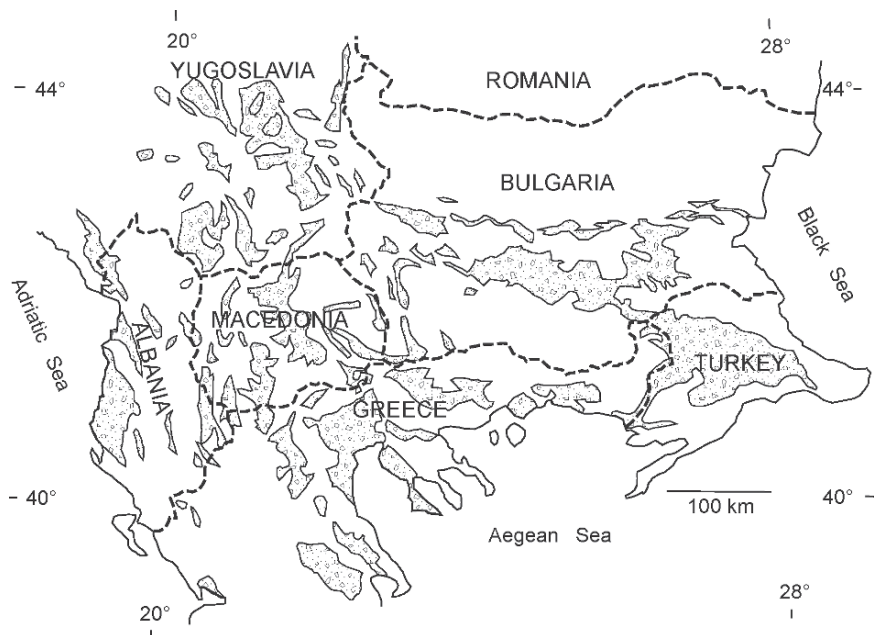 20°
28°
YUGOSLAVIA
ROMANIA
44°
44°
BULGARIA
Black Sea
Adriatic Sea
ALBANIA
MACEDONIA
TURKEY
GREECE
40°
100 km
40°
Aegean Sea
20°
28°